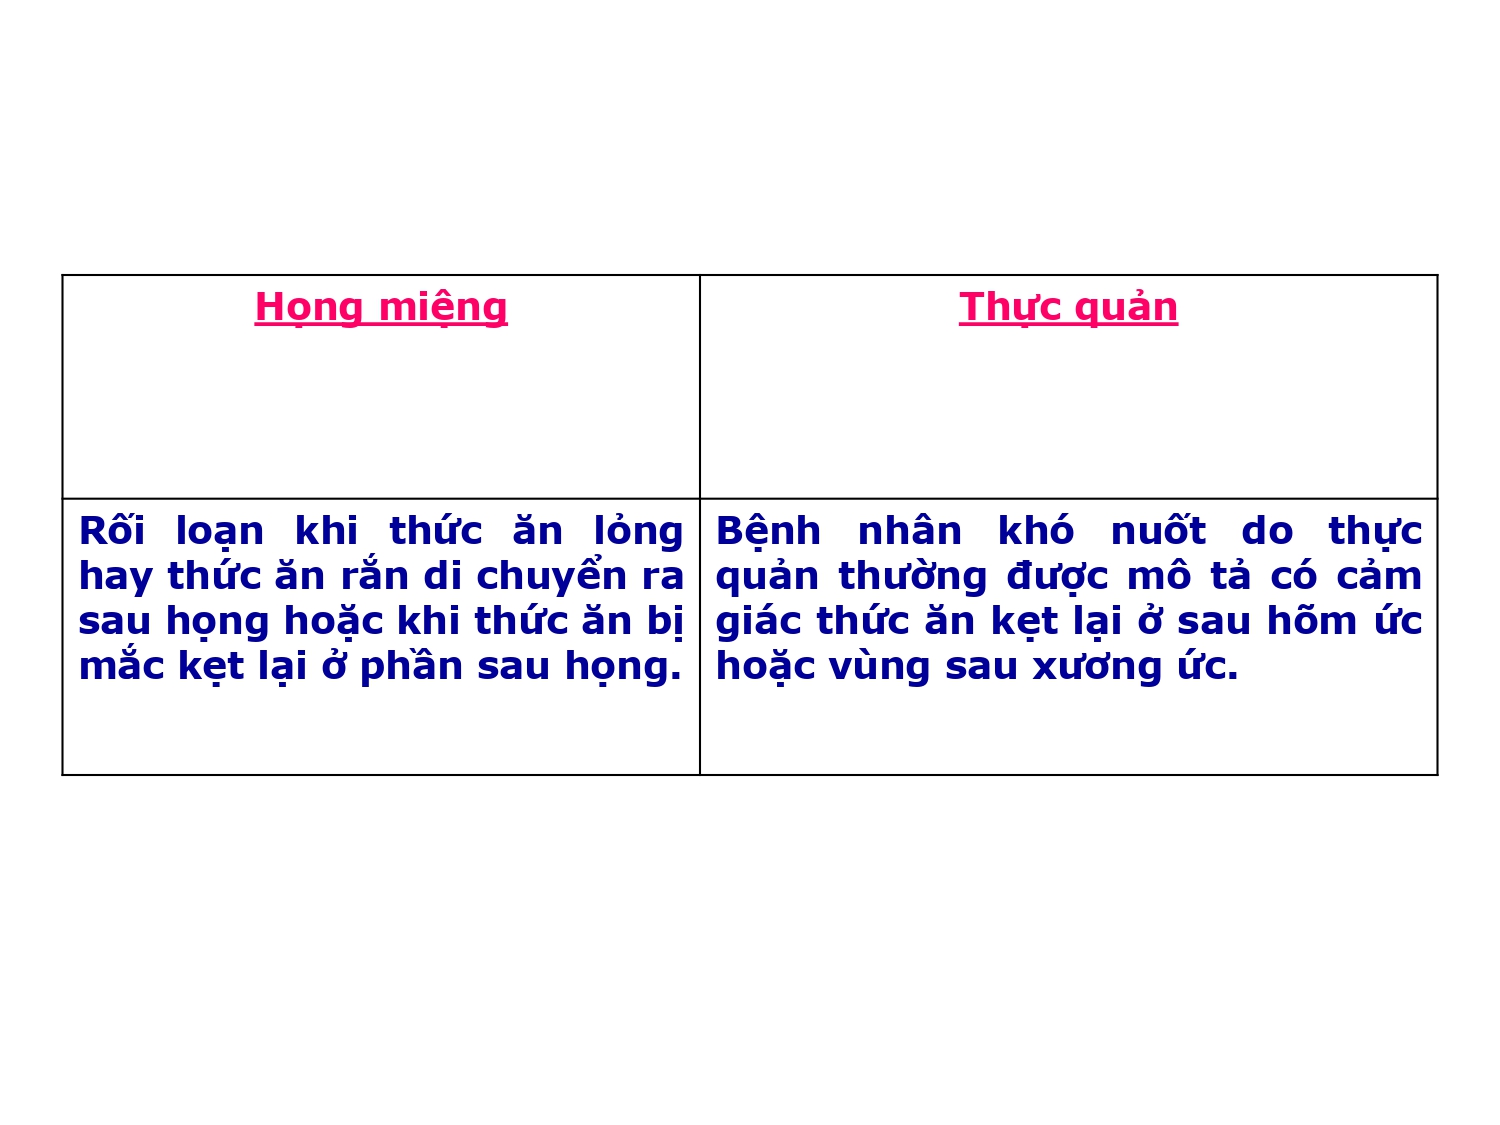 Họng miệng
Thực quản
Rối loạn khi thức ăn lỏng
hay thức ăn rắn di chuyển ra
sau họng hoặc khi thức ăn bị
mắc kẹt lại ở phần sau họng.
Bệnh nhân khó nuốt do thực
quản thường được mô tả có cảm
giác thức ăn kẹt lại ở sau hõm ức
hoặc vùng sau xương ức.